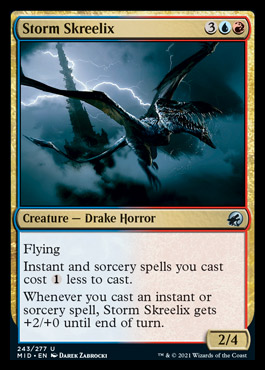 Storm Skreelix 3
Creature — Drake Horror
Flying
Instant and sorcery spells you cast
cost 1 less to cast.
Whenever you cast an instant or
sorcery spell, Storm Skreelix gets
+2/+0 until end of turn.
2/4
243/277 U
MID • EN DAREK ZABROCKI ™ & © 2021 Wizards of the Coast